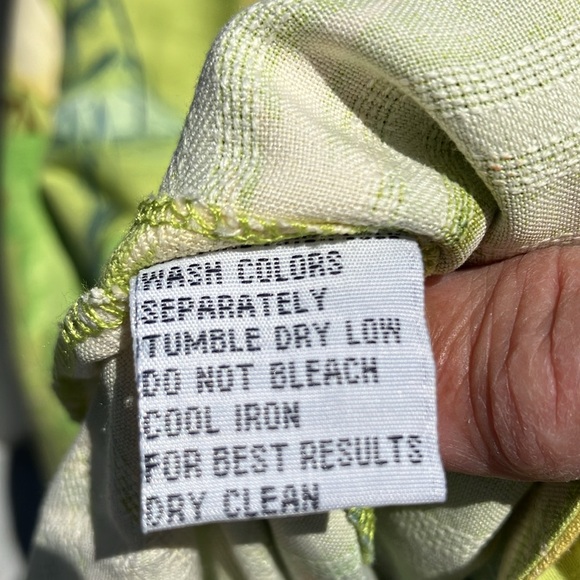 WASH COLORS
SEPARATELY
TUMBLE DRY LOW
DO NOT BLEACH
COOL IRON
FOR BEST RESULTS
DRY CLEAN